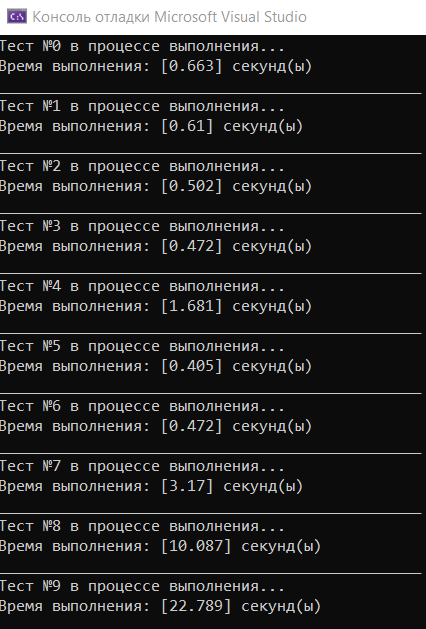 C:\ Консоль отладки Microsoft Visual Studio
Тест №0 в процессе выполнения...
Время выполнения: [0.663] секунд(ы)
Тест №1 в процессе выполнения...
Время выполнения: [0.61] секунд(ы)
Тест №2 в процессе выполнения...
Время выполнения: [0.502] секунд(ы)
Тест №3 в процессе выполнения...
Время выполнения: [0.472] секунд(ы)
Тест №4 в процессе выполнения...
Время выполнения: [1.681] секунд(ы)
Тест №5 в процессе выполнения...
Время выполнения: [0.405] секунд(ы)
Тест №6 в процессе выполнения...
Время выполнения: [0.472] секунд(ы)
Тест №7 в процессе выполнения...
Время выполнения: [3.17] секунд(ы)
Тест №8 в процессе выполнения...
Время выполнения: [10.087] секунд(ы)
Тест №9 в процессе выполнения...
Время выполнения: [22.789] секунд(ы)